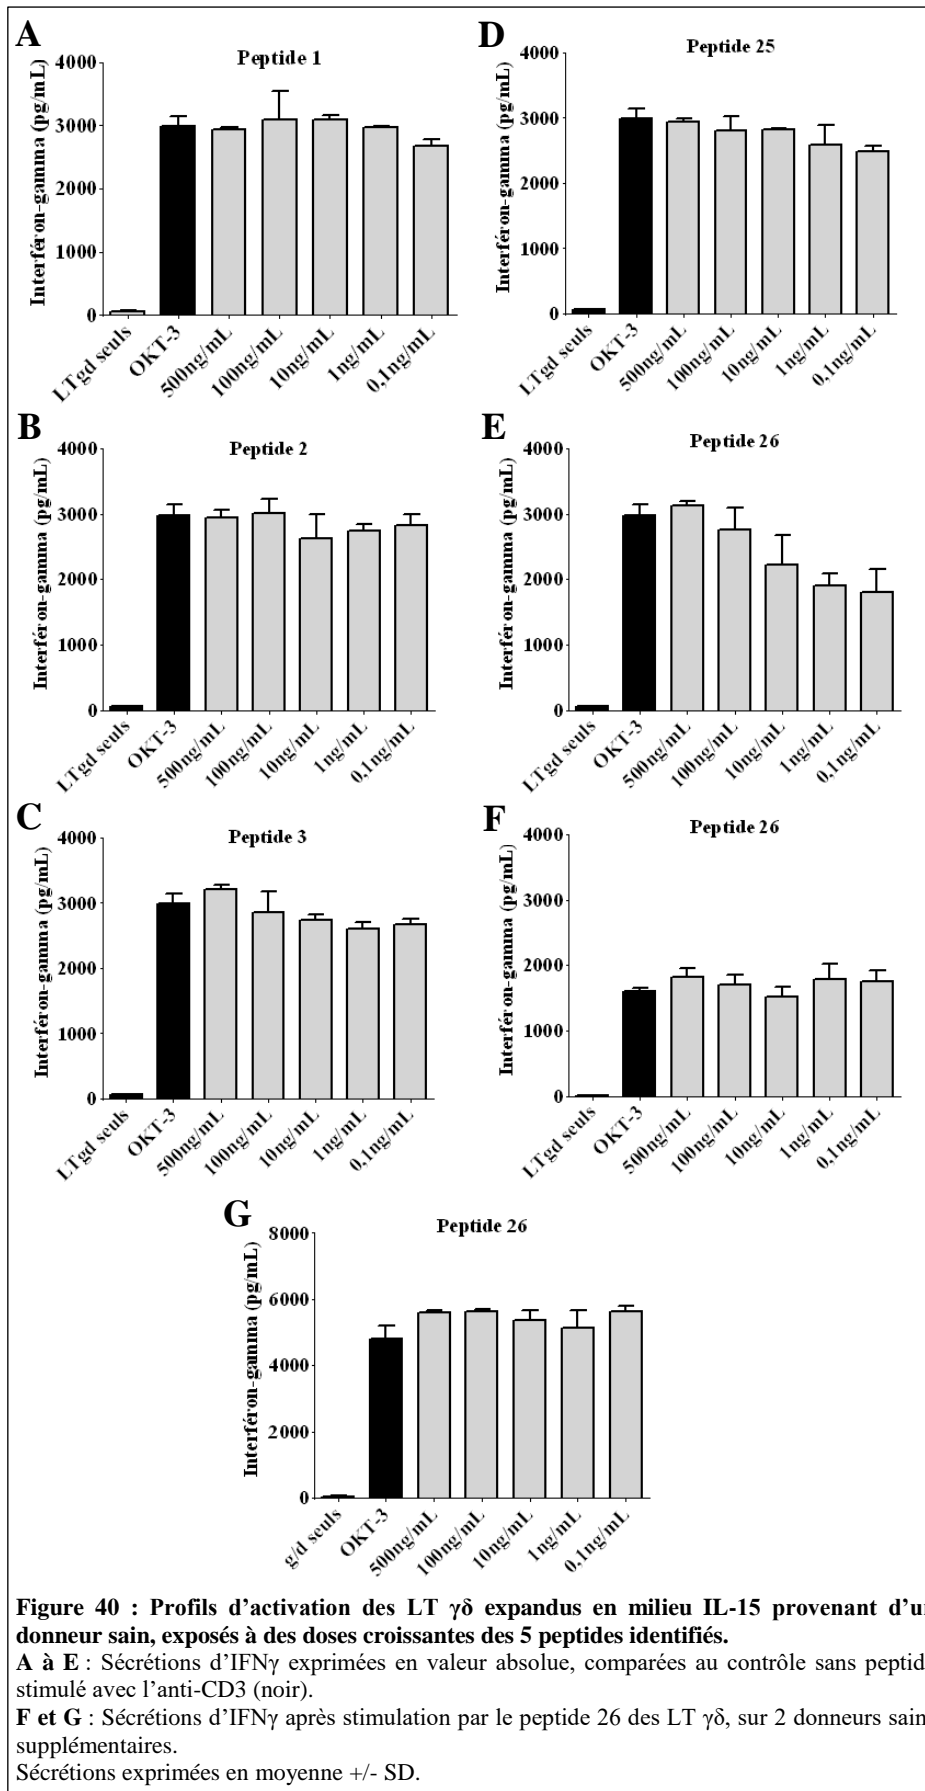 A
Peptide 1
Interféron-gamma (pg/mL)
4000
3000
2000
1000
0
LTgd seuls
OKT-3
500ng/mL
100ng/mL
10ng/mL
1ng/mL
0,1ng/mL
D
Peptide 25
Interféron-gamma (pg/mL)
4000
3000
2000
1000
0
LTgd seuls
OKT-3
500ng/mL
100ng/mL
10ng/mL
1ng/mL
0,1ng/mL
B
Peptide 2
Interféron-gamma (pg/mL)
4000
3000
2000
1000
0
LTgd seuls
OKT-3
500ng/mL
100ng/mL
10ng/mL
1ng/mL
0,1ng/mL
E
Peptide 26
Interféron-gamma (pg/mL)
4000
3000
2000
1000
0
LTgd seuls
OKT-3
500ng/mL
100ng/mL
10ng/mL
1ng/mL
0,1ng/mL
C
Peptide 3
Interféron-gamma (pg/mL)
4000
3000
2000
1000
0
LTgd seuls
OKT-3
500ng/mL
100ng/mL
10ng/mL
1ng/mL
0,1ng/mL
F
Peptide 26
Interféron-gamma (pg/mL)
4000
3000
2000
1000
0
LTgd seuls
OKT-3
500ng/mL
100ng/mL
10ng/mL
1ng/mL
0,1ng/mL
G
Peptide 26
Interféron-gamma (pg/mL)
8000
6000
4000
2000
0
g/d seuls
OKT-3
500ng/mL
100ng/mL
10ng/mL
1ng/mL
0,1ng/mL
Figure 40 : Profils d'activation des LT γδ expandus en milieu IL-15 provenant d'un
donneur sain, exposés à des doses croissantes des 5 peptides identifiés.
A à E : Sécrétions d'IFNγ exprimées en valeur absolue, comparées au contrôle sans peptid
stimulé avec l'anti-CD3 (noir).
F et G : Sécrétions d'IFNγ après stimulation par le peptide 26 des LT γδ, sur 2 donneurs sain
supplémentaires.
Sécrétions exprimées en moyenne +/- SD.